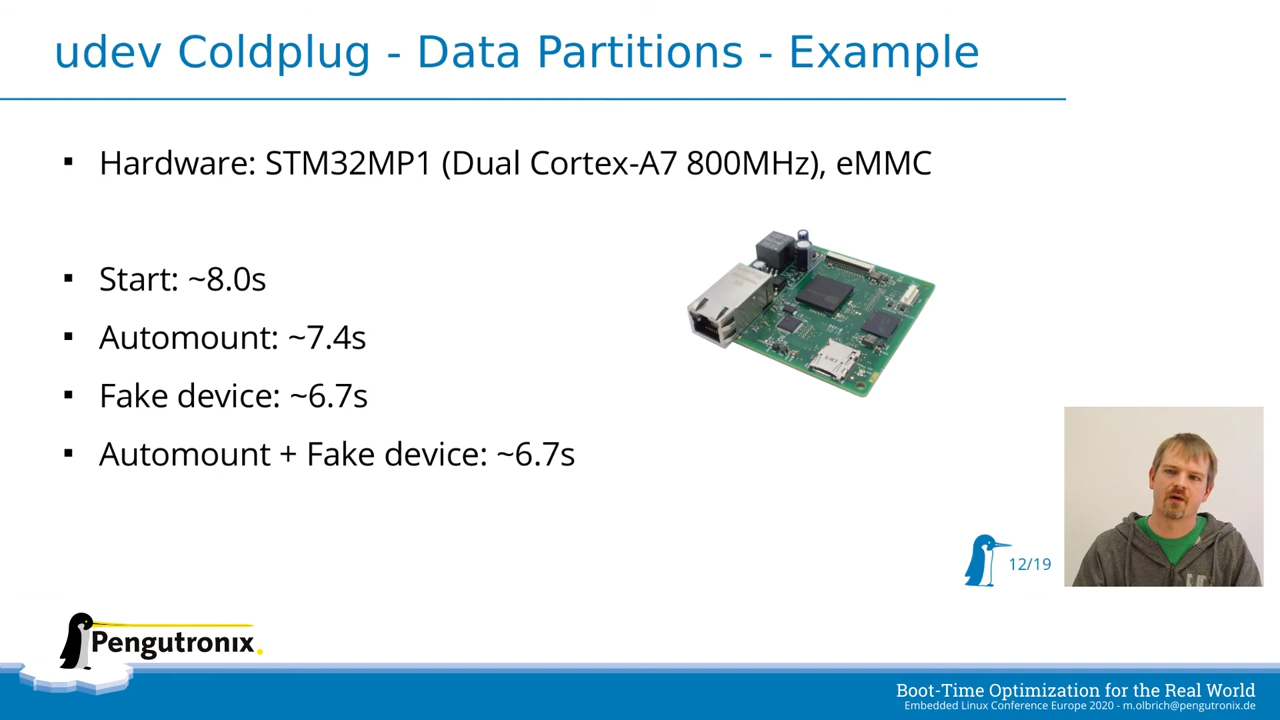 udev Coldplug - Data Partitions - Example
▪ Hardware: STM32MP1 (Dual Cortex-A7 800MHz), eMMC
▪ Start: ~8.0s
▪ Automount: ~7.4s
▪ Fake device: ~6.7s
▪ Automount + Fake device: ~6.7s
12/19
Pengutronix.
Boot-Time Optimization for the Real World
Embedded Linux Conference Europe 2020 - m.olbrich@pengutronix.de